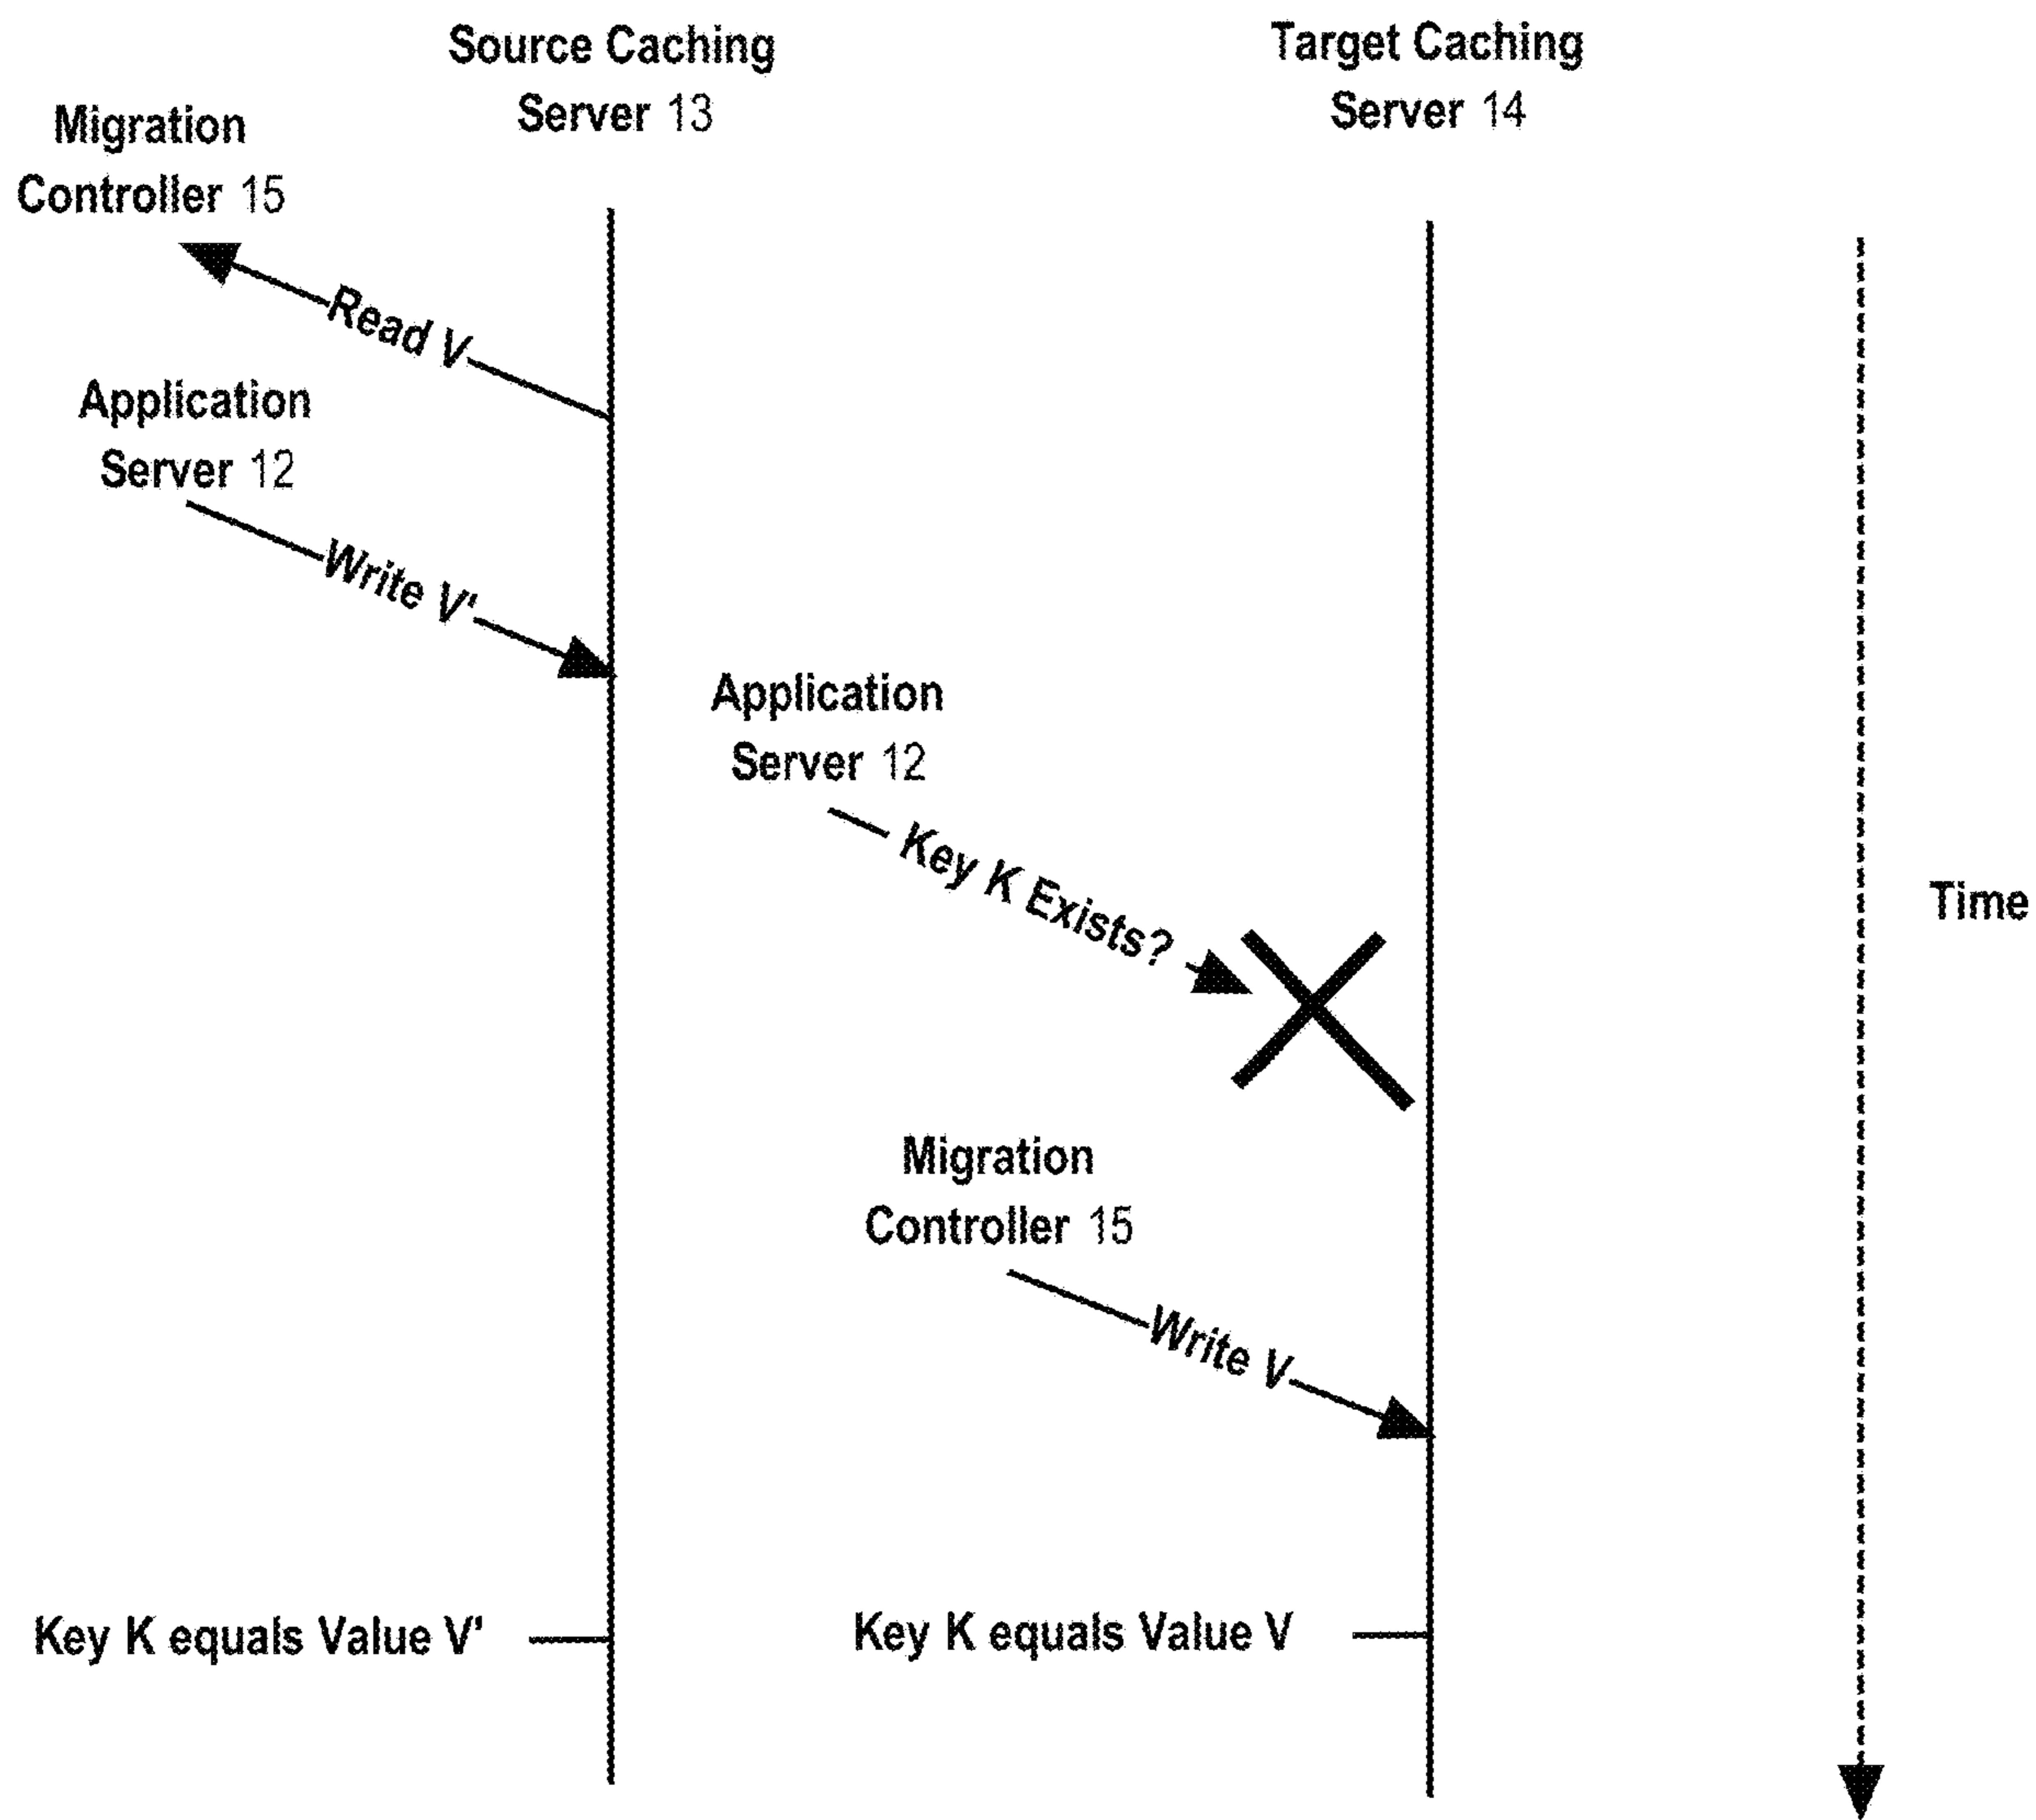 Source Caching
Server 13
Target Caching
Server 14
Migration
Controller 15
Read V
Application
Server 12
Write V'
Application
Server 12
Key K Exists?
Time
Migration
Controller 15
Write V
Key K equals Value V'
Key K equals Value V